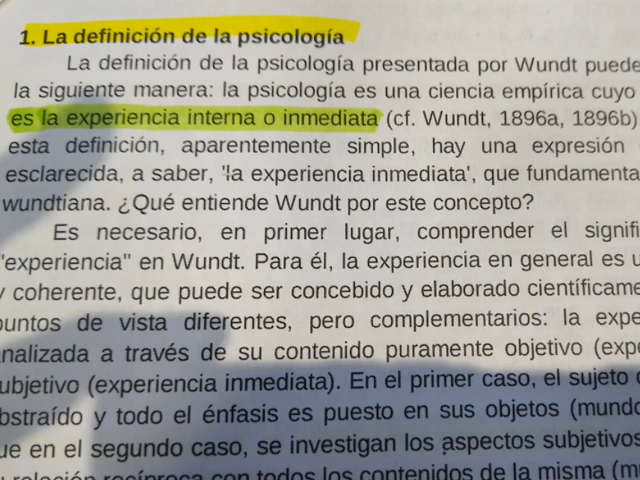 1. La definición de la psicología
La definición de la psicología presentada por Wundt puede
la siguiente manera: la psicología es una ciencia empírica cuyo
es la experiencia interna o inmediata (cf. Wundt, 1896a, 1896b)
esta definición, aparentemente simple, hay una expresión
esclarecida, a saber, 'la experiencia inmediata', que fundamenta
wundtiana. ¿Qué entiende Wundt por este concepto?
Es necesario, en primer lugar, comprender el signifi
"experiencia" en Wundt. Para él, la experiencia en general es u
y coherente, que puede ser concebido y elaborado científicame
puntos de vista diferentes, pero complementarios: la expe
analizada a través de su contenido puramente objetivo (expe
ubjetivo (experiencia inmediata). En el primer caso, el sujeto
bstraído y todo el énfasis es puesto en sus objetos (mundo
ue en el segundo caso, se investigan los aspectos subjetivos
relación recíproca con todos los contenidos de la misma (mu